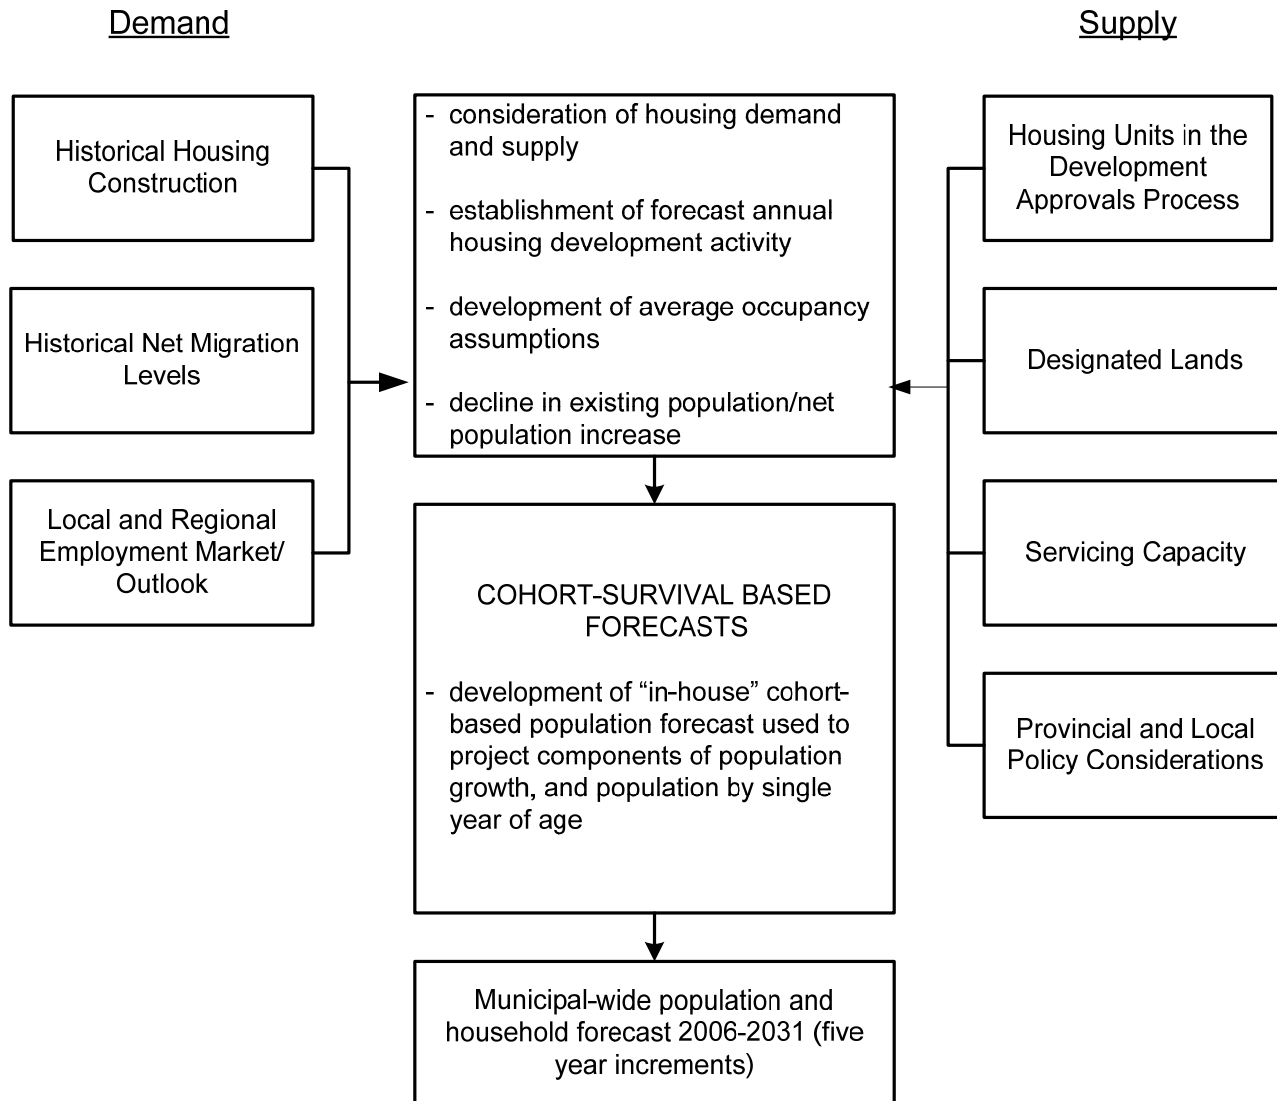 Demand
Supply
Historical Housing
Construction
Historical Net Migration
Levels
Local and Regional
Employment Market/
Outlook
- consideration of housing demand
and supply
- establishment of forecast annual
housing development activity
- development of average occupancy
assumptions
- decline in existing population/net
population increase
COHORT-SURVIVAL BASED
FORECASTS
- development of “in-house” cohort-
based population forecast used to
project components of population
growth, and population by single
year of age
Municipal-wide population and
household forecast 2006-2031 (five
year increments)
Housing Units in the
Development
Approvals Process
Designated Lands
Servicing Capacity
Provincial and Local
Policy Considerations